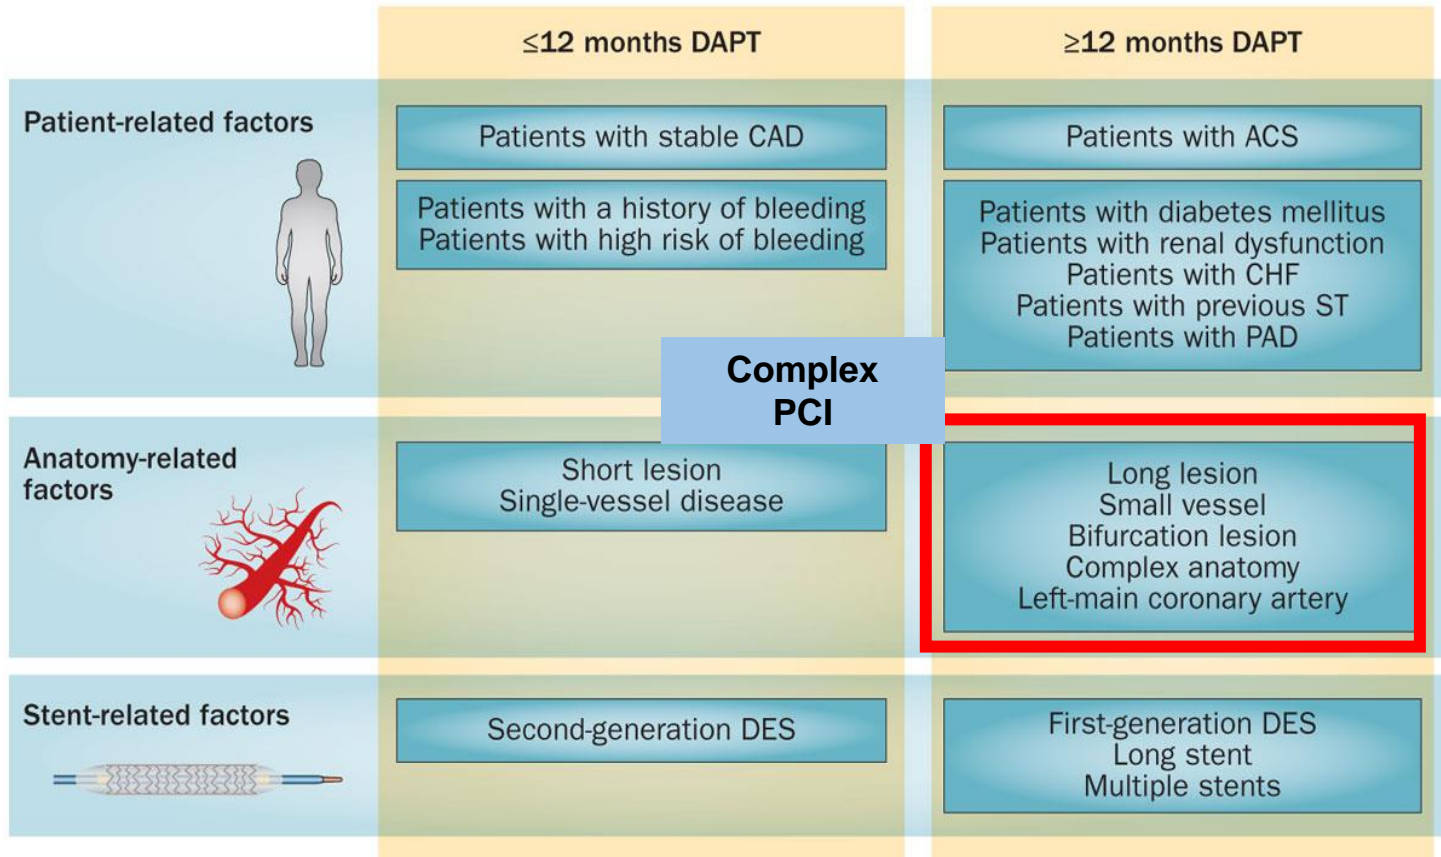 ≤12 months DAPT
≥12 months DAPT
Patient-related factors
Patients with stable CAD
Patients with a history of bleeding
Patients with high risk of bleeding
Patients with ACS
Patients with diabetes mellitus
Patients with renal dysfunction
Patients with CHF
Patients with previous ST
Patients with PAD
Complex
PCI
Anatomy-related
factors
Short lesion
Single-vessel disease
Long lesion
Small vessel
Bifurcation lesion
Complex anatomy
Left-main coronary artery
Stent-related factors
Second-generation DES
First-generation DES
Long stent
Multiple stents